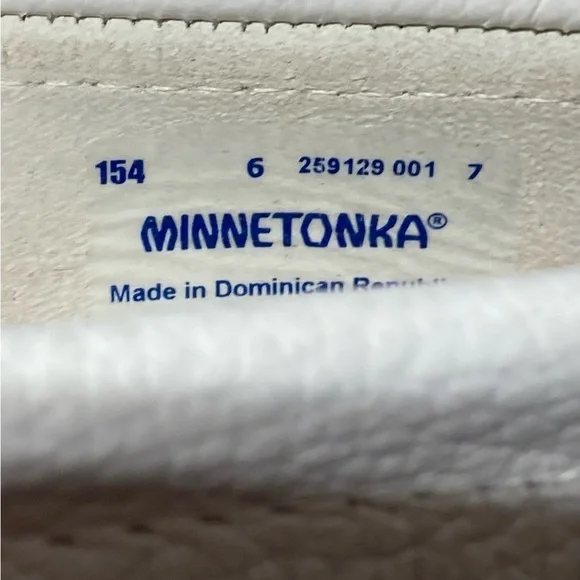 154 6 259129 001 7
MINNETONKA®
Made in Dominican